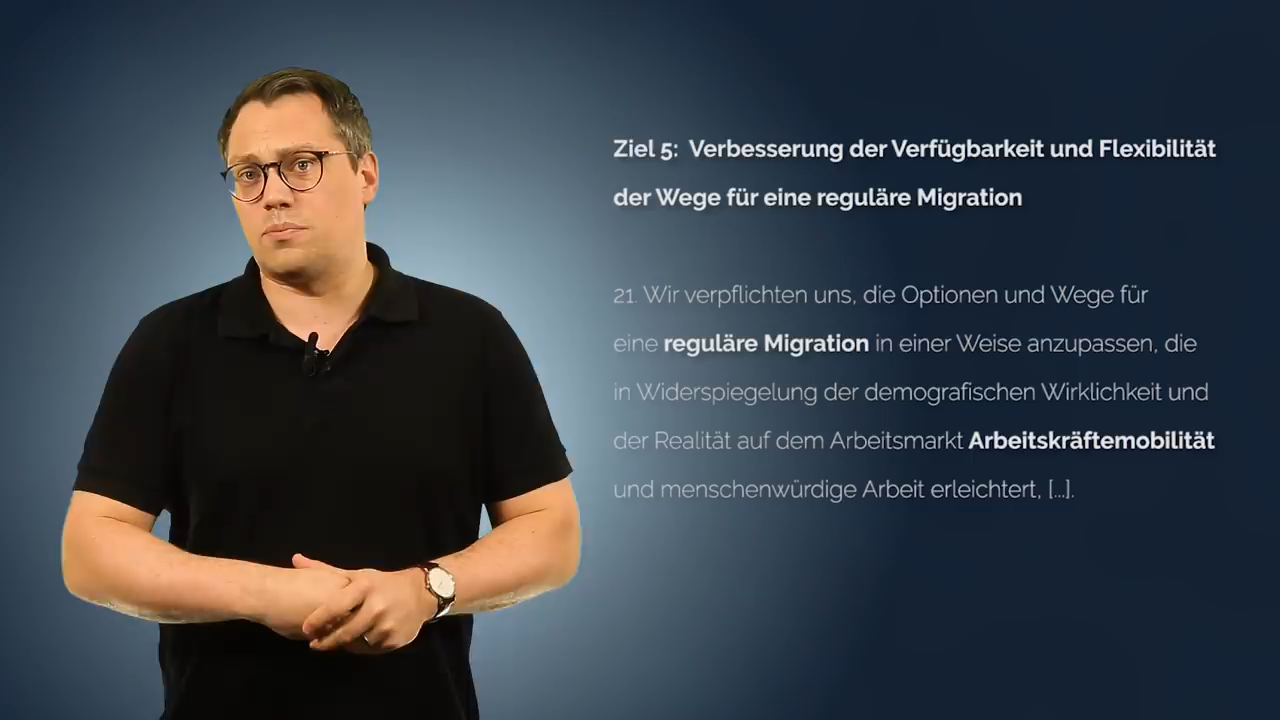 Ziel 5:  Verbesserung der Verfügbarkeit und Flexibilität
der Wege für eine reguläre Migration
21. Wir verpflichten uns, die Optionen und Wege für
eine reguläre Migration in einer Weise anzupassen, die
in Widerspiegelung der demografischen Wirklichkeit und
der Realität auf dem Arbeitsmarkt Arbeitskräftemobilität
und menschenwürdige Arbeit erleichtert, [...].